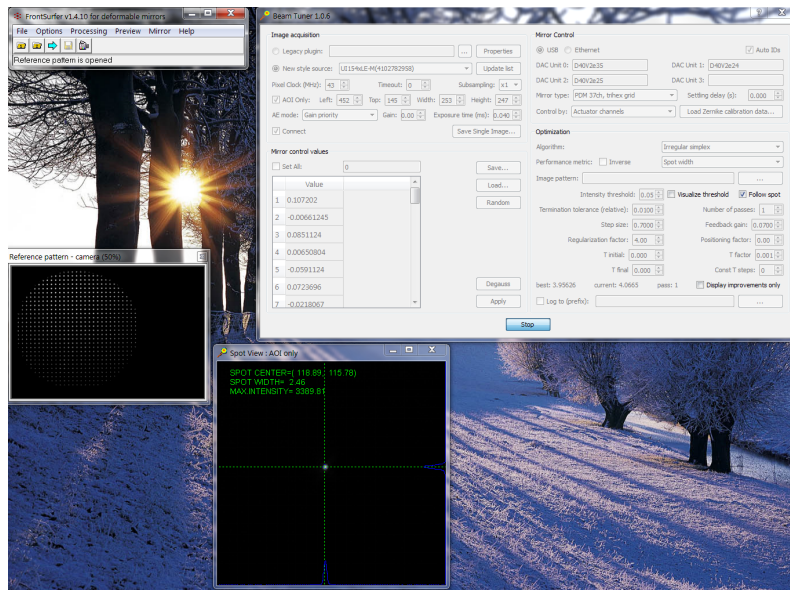 FrontSurfer v1.4.10 for deformable mirrors
File Options Processing Preview Mirror Help
Reference pattern is opened
Reference pattern - camera (50%)
Beam Tuner 1.0.6
Image acquisition
Legacy plugin: ... Properties
New style source: UI154xLE-M(4102782958) Update list
Pixel Clock (MHz): 43 Timeout: 0 Subsampling: x1
AOI Only: Left: 452 Top: 145 Width: 253 Height: 247
AE mode: Gain priority Gain: 0.00 Exposure time (ms): 0.040
Connect Save Single Image...
Mirror control values
Set All: 0 Save...
Value Load...
1 0.107202 Random
2 -0.00661245
3 0.0851124
4 0.00650804
5 -0.0591124
6 0.0723696 Degauss
7 -0.0218067 Apply
Mirror Control
USB Ethernet Auto IDs
DAC Unit 0: D40V2e35 DAC Unit 1: D40V2e24
DAC Unit 2: D40V2e25 DAC Unit 3:
Mirror type: PDM 37ch, trihex grid Settling delay (s): 0.000
Control by: Actuator channels Load Zernike calibration data...
Optimization
Algorithm: Irregular simplex
Performance metric: Inverse Spot width
Image pattern: ...
Intensity threshold: 0.05 Visualize threshold Follow spot
Termination tolerance (relative): 0.0100 Number of passes: 1
Step size: 0.7000 Feedback gain: 0.0700
Regularization factor: 4.00 Positioning factor: 0.00
T initial: 0.000 T factor 0.001
T final 0.000 Const T steps: 0
best: 3.95626 current: 4.0665 pass: 1 Display improvements only
Log to (prefix): ...
Stop
Spot View : AOI only
SPOT CENTER=( 118.89, 115.78)
SPOT WIDTH= 2.46
MAX.INTENSITY= 3389.81